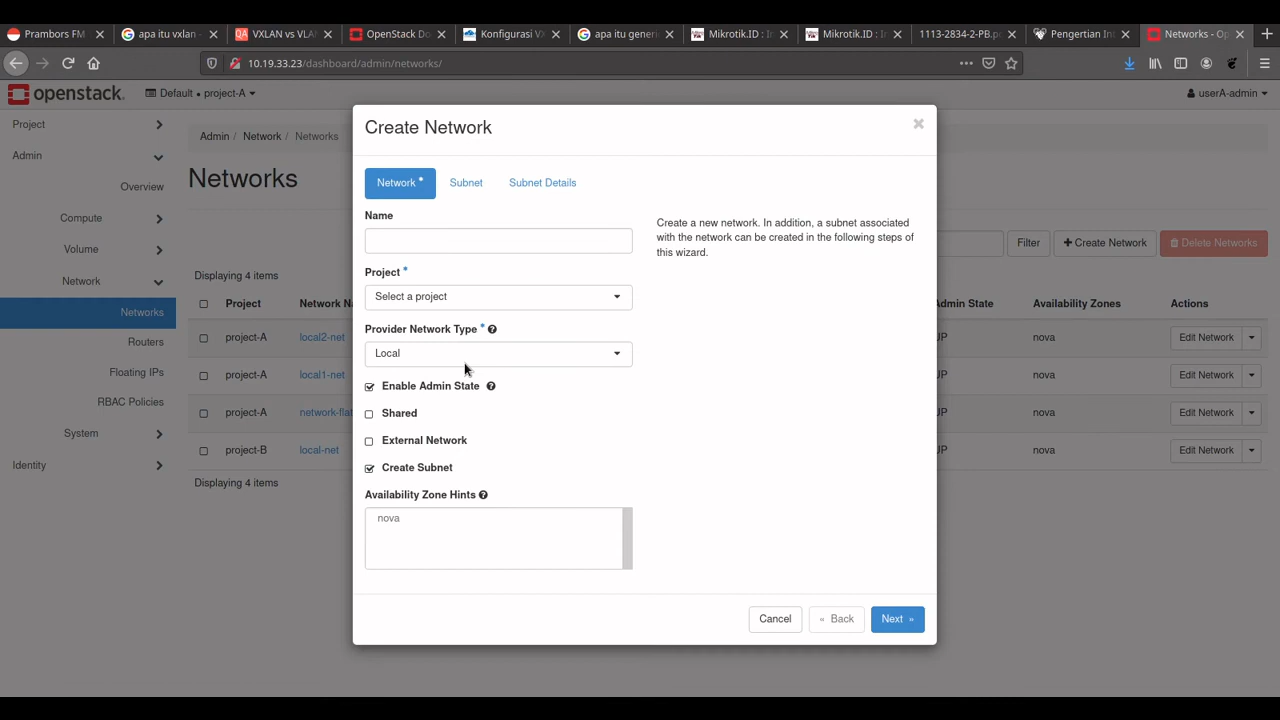 Prambors FM
apa itu vxlan -
VXLAN vs VLA
OpenStack Do
Konfigurasi VX
apa itu generi
Mikrotik.ID : I
Mikrotik.ID : I
1113-2834-2-PB.p
Pengertian In
Networks - Op
10.19.33.23/dashboard/admin/networks/
openstack.
Default • project-A
userA-admin
Project
Admin
Overview
Compute
Volume
Network
Networks
Routers
Floating IPs
RBAC Policies
System
Identity
Admin / Network / Networks
Networks
Filter
+ Create Network
Delete Networks
Displaying 4 items
Project Network Na Admin State Availability Zones Actions
project-A local2-net UP nova Edit Network
project-A local1-net UP nova Edit Network
project-A network-flat UP nova Edit Network
project-B local-net UP nova Edit Network
Displaying 4 items
Create Network
×
Network *
Subnet
Subnet Details
Name
Project *
Select a project
Provider Network Type * ?
Local
Enable Admin State ?
Shared
External Network
Create Subnet
Availability Zone Hints ?
nova
Create a new network. In addition, a subnet associated
with the network can be created in the following steps of
this wizard.
Cancel
« Back
Next »